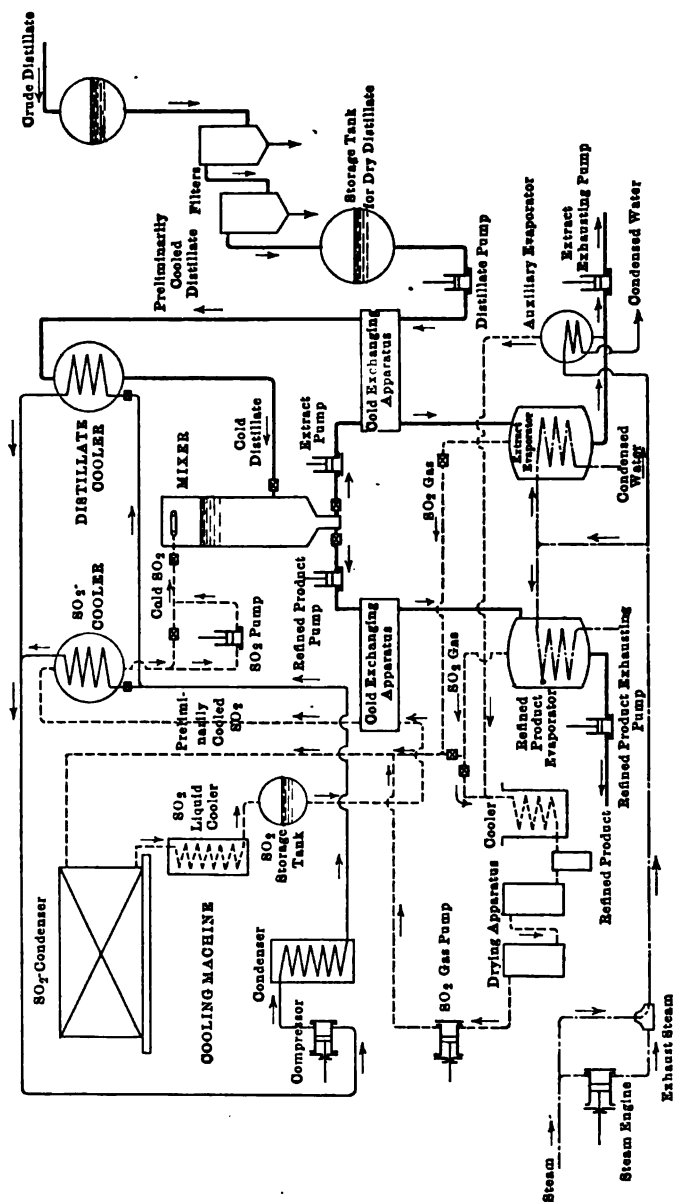 Crude Distillate
Filters
Storage Tank
for Dry Distillate
Preliminarily
Cooled
Distillate
Distillate Pump
DISTILLATE
COOLER
Cold
Distillate
MIXER
Extract
Pump
Cold Exchanging
Apparatus
Auxiliary Evaporator
Extract
Exhausting Pump
Condensed Water
Extract
Evaporator
Condensed
Water
SO2 Gas
SO2-
COOLER
Cold SO2
SO2 Pump
Refined Product
Pump
Prelimi-
narily Cooled
SO2
Cold Exchanging
Apparatus
SO2 Gas
Refined
Product
Evaporator
Refined Product Exhausting
Pump
Refined Product
SO2-Condenser
SO2
Liquid
Cooler
SO2
Storage
Tank
COOLING MACHINE
Condenser
Compressor
SO2 Gas Pump
Drying Apparatus
Cooler
Steam
Steam Engine
Exhaust Steam